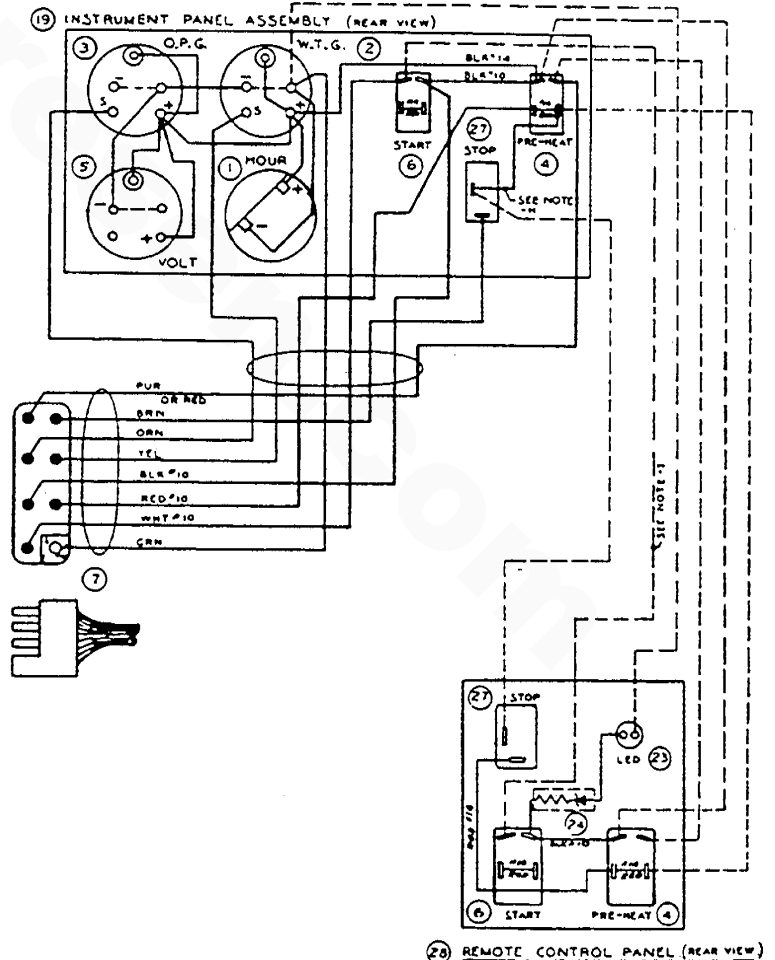 19 INSTRUMENT PANEL ASSEMBLY (REAR VIEW)
3 O.P.G. W.T.G. 2
BLK #14
BLK #10
S + S +
27
START PRE-HEAT
STOP
5 1 HOUR 6 4
SEE NOTE
+
-
+
VOLT
PUR
OR RED
BRN
ORN
YEL
BLK #10
RED #10
WHT #10
GRN
7
SEE NOTE-I
27 STOP
LED 23
24
BLK #10
6 START PRE-HEAT 4
28 REMOTE CONTROL PANEL (REAR VIEW)